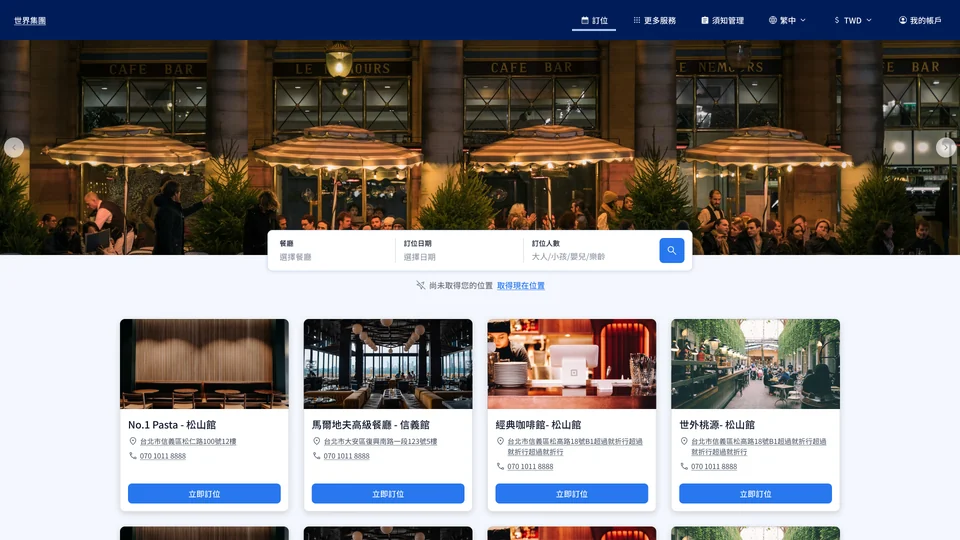 世界集團
訂位
更多服務
須知管理
繁中
$ TWD
我的帳戶
CAFE BAR
LE NEMOURS
CAFE BAR
LE NEMOURS
BAR
餐廳
選擇餐廳
訂位日期
選擇日期
訂位人數
大人/小孩/嬰兒/樂齡
尚未取得您的位置 取得現在位置
No.1 Pasta - 松山館
台北市信義區松仁路100號12樓
070 1011 8888
立即訂位
馬爾地夫高級餐廳 - 信義館
台北市大安區復興南路一段123號5樓
070 1011 8888
立即訂位
經典咖啡館- 松山館
台北市信義區松高路18號B1超過就折行超過
就折行超過就折行
070 1011 8888
立即訂位
世外桃源- 松山館
台北市信義區松高路18號B1超過就折行超過
就折行超過就折行
070 1011 8888
立即訂位